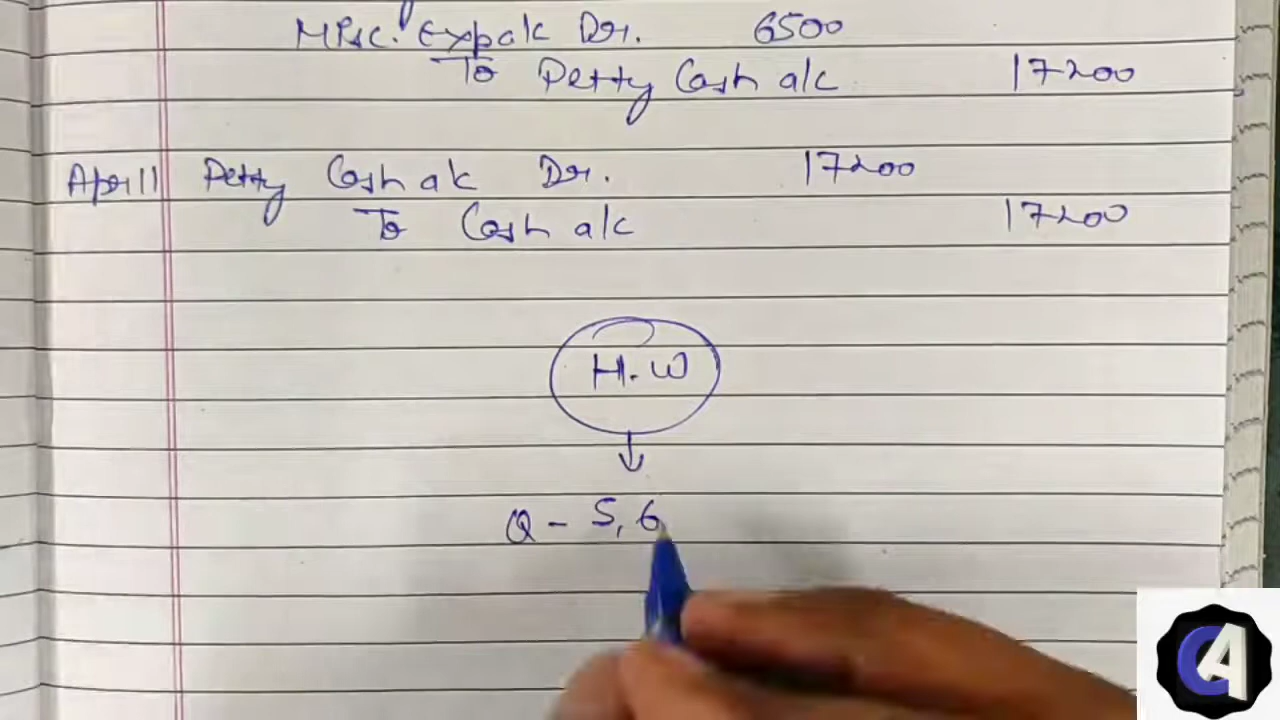 Misc. Exp a/c Dr. 6500
To Petty Cash a/c 17200
April 1 Petty Cash a/c Dr. 17200
To Cash a/c 17200
H.W
Q - 5, 6
CA